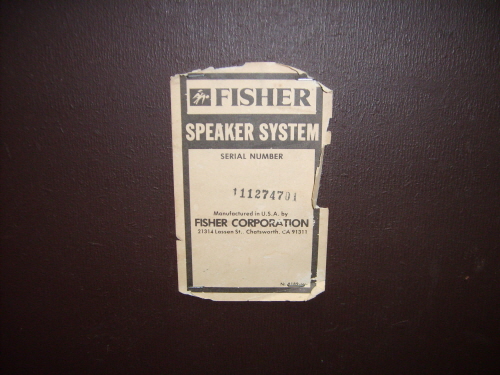 FISHER
SPEAKER SYSTEM
SERIAL NUMBER
11274701
Manufactured in U.S.A. by
FISHER CORPORATION
21314 Lassen St., Chatsworth, CA 91311